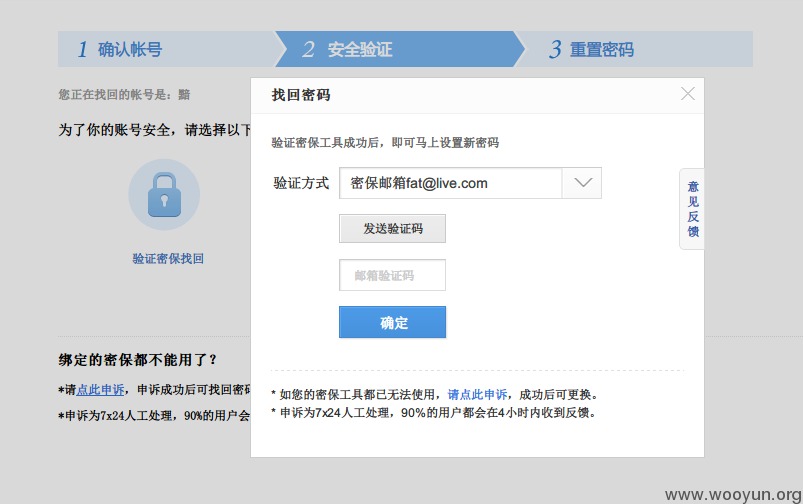 1 确认帐号
2 安全验证
3 重置密码
您正在找回的帐号是：黯
为了你的账号安全，请选择以下
验证密保找回
绑定的密保都不能用了？
*请点此申诉，申诉成功后可找回密码
*申诉为7x24人工处理，90%的用户会
找回密码
验证密保工具成功后，即可马上设置新密码
验证方式 密保邮箱fat@live.com
发送验证码
邮箱验证码
确定
* 如您的密保工具都已无法使用，请点此申诉，成功后可更换。
* 申诉为7x24人工处理，90%的用户都会在4小时内收到反馈。
意见反馈
www.wooyun.org